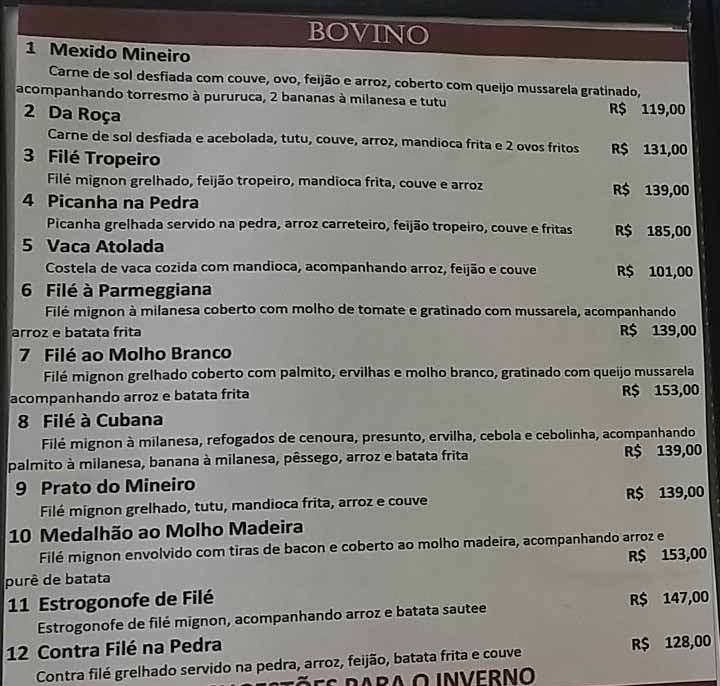 BOVINO
1 Mexido Mineiro
Carne de sol desfiada com couve, ovo, feijão e arroz, coberto com queijo mussarela gratinado,
acompanhando torresmo à pururuca, 2 bananas à milanesa e tutu R$ 119,00
2 Da Roça
Carne de sol desfiada e acebolada, tutu, couve, arroz, mandioca frita e 2 ovos fritos R$ 131,00
3 Filé Tropeiro
Filé mignon grelhado, feijão tropeiro, mandioca frita, couve e arroz R$ 139,00
4 Picanha na Pedra
Picanha grelhada servido na pedra, arroz carreteiro, feijão tropeiro, couve e fritas R$ 185,00
5 Vaca Atolada
Costela de vaca cozida com mandioca, acompanhando arroz, feijão e couve R$ 101,00
6 Filé à Parmeggiana
Filé mignon à milanesa coberto com molho de tomate e gratinado com mussarela, acompanhando
arroz e batata frita R$ 139,00
7 Filé ao Molho Branco
Filé mignon grelhado coberto com palmito, ervilhas e molho branco, gratinado com queijo mussarela
acompanhando arroz e batata frita R$ 153,00
8 Filé à Cubana
Filé mignon à milanesa, refogados de cenoura, presunto, ervilha, cebola e cebolinha, acompanhando
palmito à milanesa, banana à milanesa, pêssego, arroz e batata frita R$ 139,00
9 Prato do Mineiro
Filé mignon grelhado, tutu, mandioca frita, arroz e couve R$ 139,00
10 Medalhão ao Molho Madeira
Filé mignon envolvido com tiras de bacon e coberto ao molho madeira, acompanhando arroz e
purê de batata R$ 153,00
11 Estrogonofe de Filé
Estrogonofe de filé mignon, acompanhando arroz e batata sautee R$ 147,00
12 Contra Filé na Pedra
Contra filé grelhado servido na pedra, arroz, feijão, batata frita e couve R$ 128,00
PARA O INVERNO